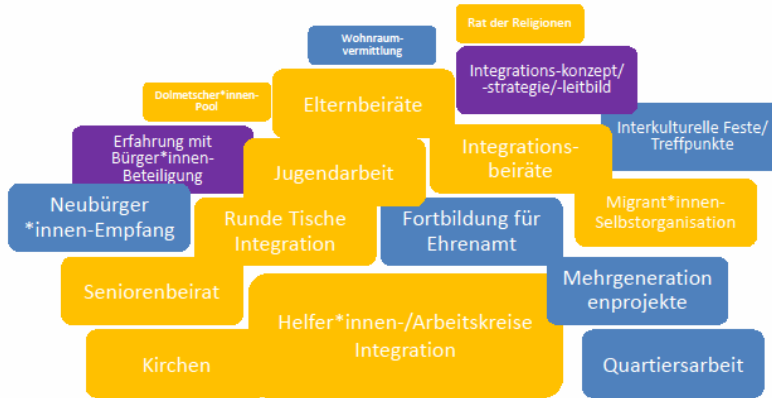 Rat der Religionen
Wohnraum-
vermittlung
Integrations-konzept/
-strategie/-leitbild
Dolmetscher*innen-
Pool
Elternbeiräte
Interkulturelle Feste/
Treffpunkte
Erfahrung mit
Bürger*innen-
Beteiligung
Jugendarbeit
Integrations-
beiräte
Neubürger
*innen-Empfang
Runde Tische
Integration
Fortbildung für
Ehrenamt
Migrant*innen-
Selbstorganisation
Seniorenbeirat
Mehrgeneration
enprojekte
Helfer*innen-/Arbeitskreise
Integration
Kirchen
Quartiersarbeit